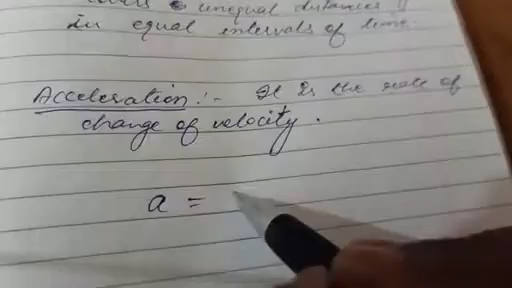 unequal distances
in equal intervals of time.
Acceleration :- It is the rate of
change of velocity.
a =